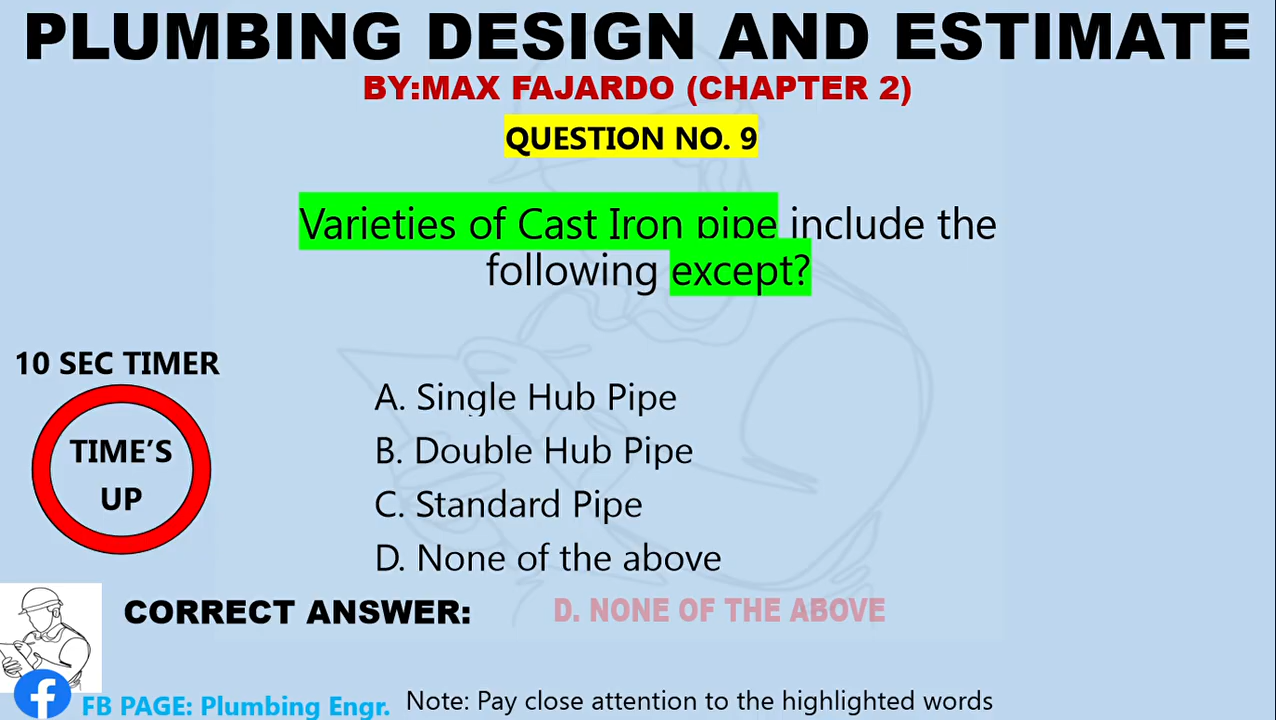 PLUMBING DESIGN AND ESTIMATE
BY:MAX FAJARDO (CHAPTER 2)
QUESTION NO. 9
Varieties of Cast Iron pipe include the
following except?
10 SEC TIMER
TIME'S
UP
A. Single Hub Pipe
B. Double Hub Pipe
C. Standard Pipe
D. None of the above
CORRECT ANSWER: D. NONE OF THE ABOVE
FB PAGE: Plumbing Engr. Note: Pay close attention to the highlighted words